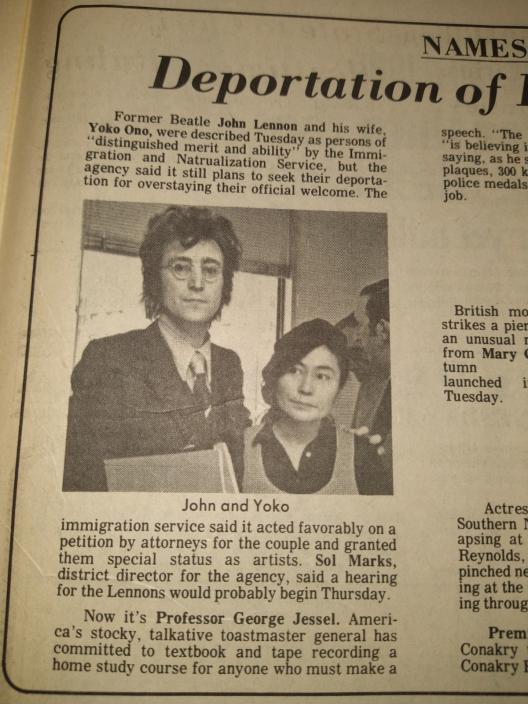 NAMES
Deportation of
Former Beatle John Lennon and his wife,
Yoko Ono, were described Tuesday as persons of
"distinguished merit and ability" by the Immi-
gration and Natrualization Service, but the
agency said it still plans to seek their deporta-
tion for overstaying their official welcome. The
John and Yoko
immigration service said it acted favorably on a
petition by attorneys for the couple and granted
them special status as artists. Sol Marks,
district director for the agency, said a hearing
for the Lennons would probably begin Thursday.
Now it's Professor George Jessel. Ameri-
ca's stocky, talkative toastmaster general has
committed to textbook and tape recording a
home study course for anyone who must make a
speech. "The
"is believing i
saying, as he s
plaques, 300 k
police medals
job.
British mo
strikes a pier
an unusual
from Mary
tumn
launched i
Tuesday.
Actres
Southern
apsing at
Reynolds,
pinched ne
ing at the
ing throug
Prem
Conakry
Conakry